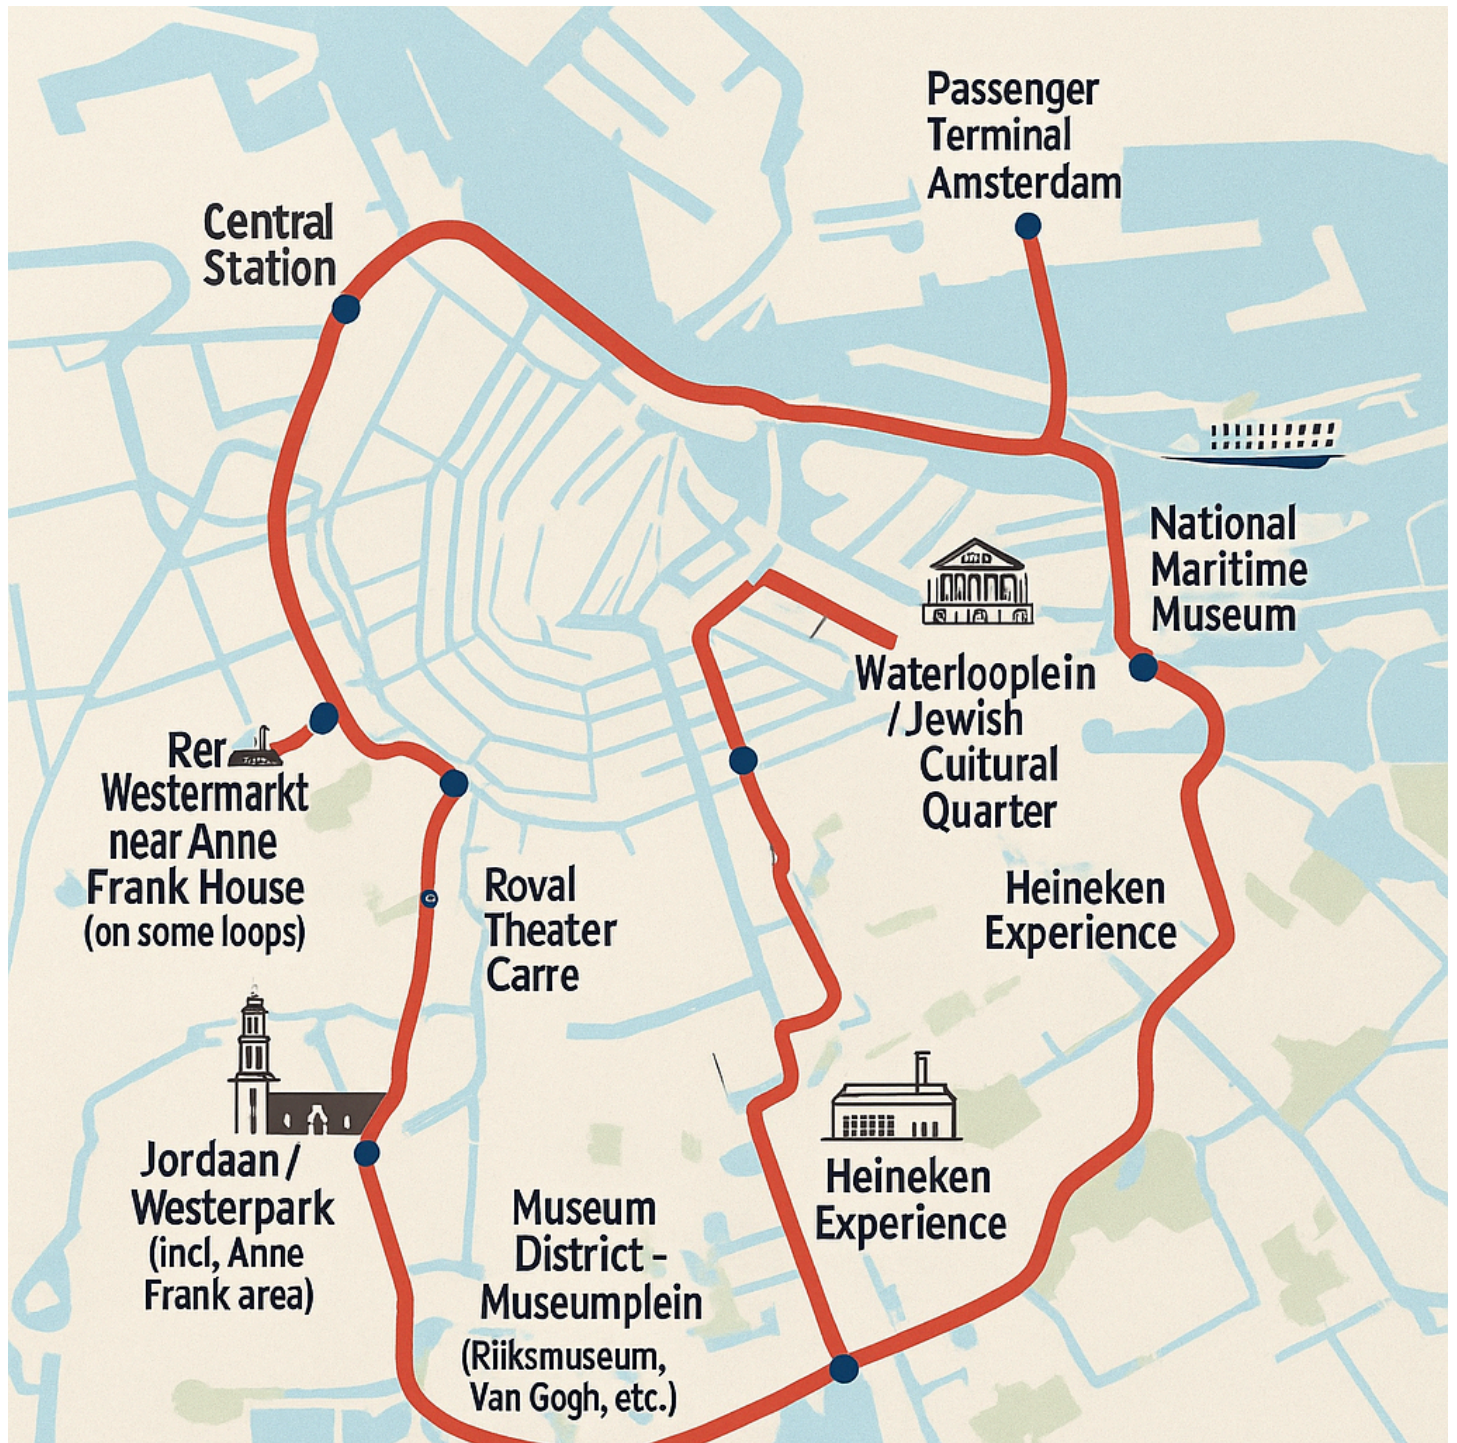 Passenger
Terminal
Amsterdam
Central
Station
National
Maritime
Museum
Waterlooplein
/Jewish
Cuitural
Quarter
Rer
Westermarkt
near Anne
Frank House
(on some loops)
Roval
Theater
Carre
Heineken
Experience
Jordaan/
Westerpark
(incl, Anne
Frank area)
Museum
District -
Museumplein
(Riiksmuseum,
Van Gogh, etc.)
Heineken
Experience